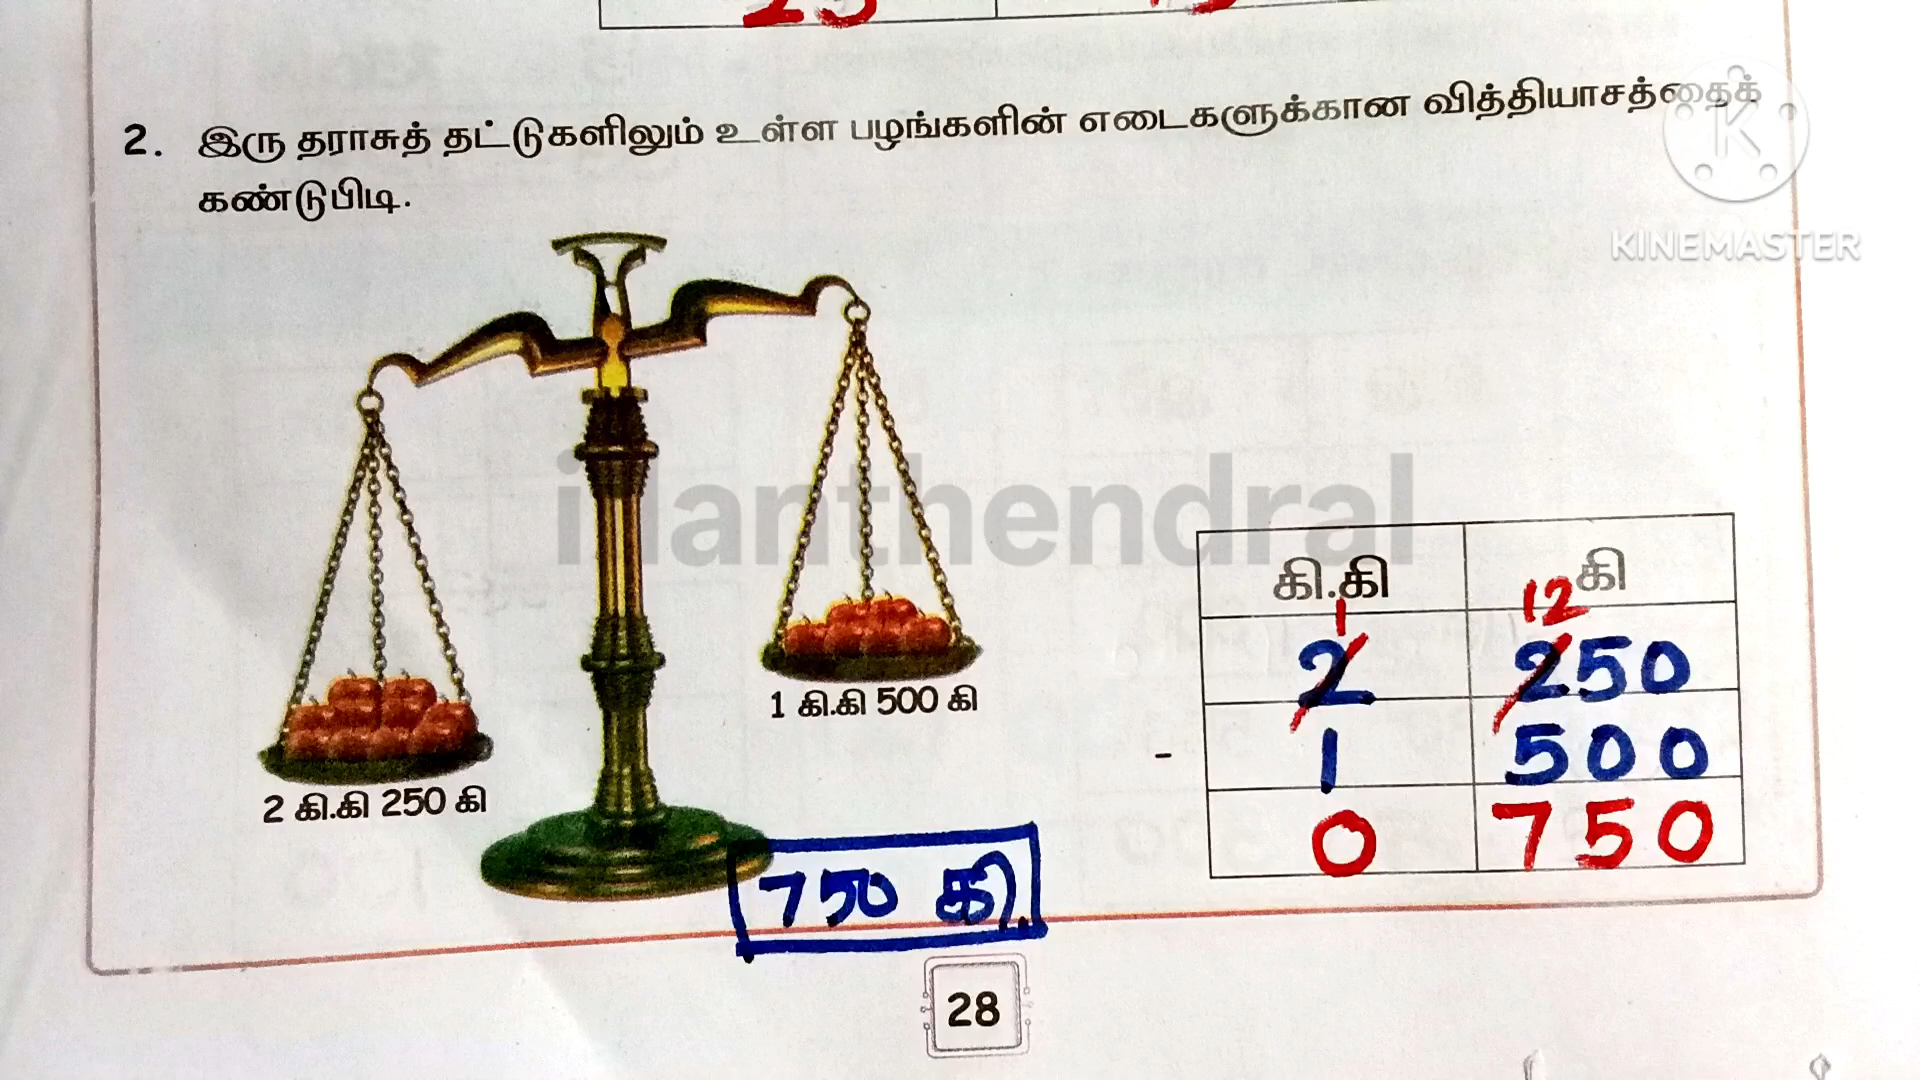 2. இரு தராசுத் தட்டுகளிலும் உள்ள பழங்களின் எடைகளுக்கான வித்தியாசத்தைக்
கண்டுபிடி.
KINEMASTER
ilanthendral
1 கி.கி 500 கி
2 கி.கி 250 கி
கி.கி கி
1 12
2 250
- 1 500
0 750
750 கி.
28